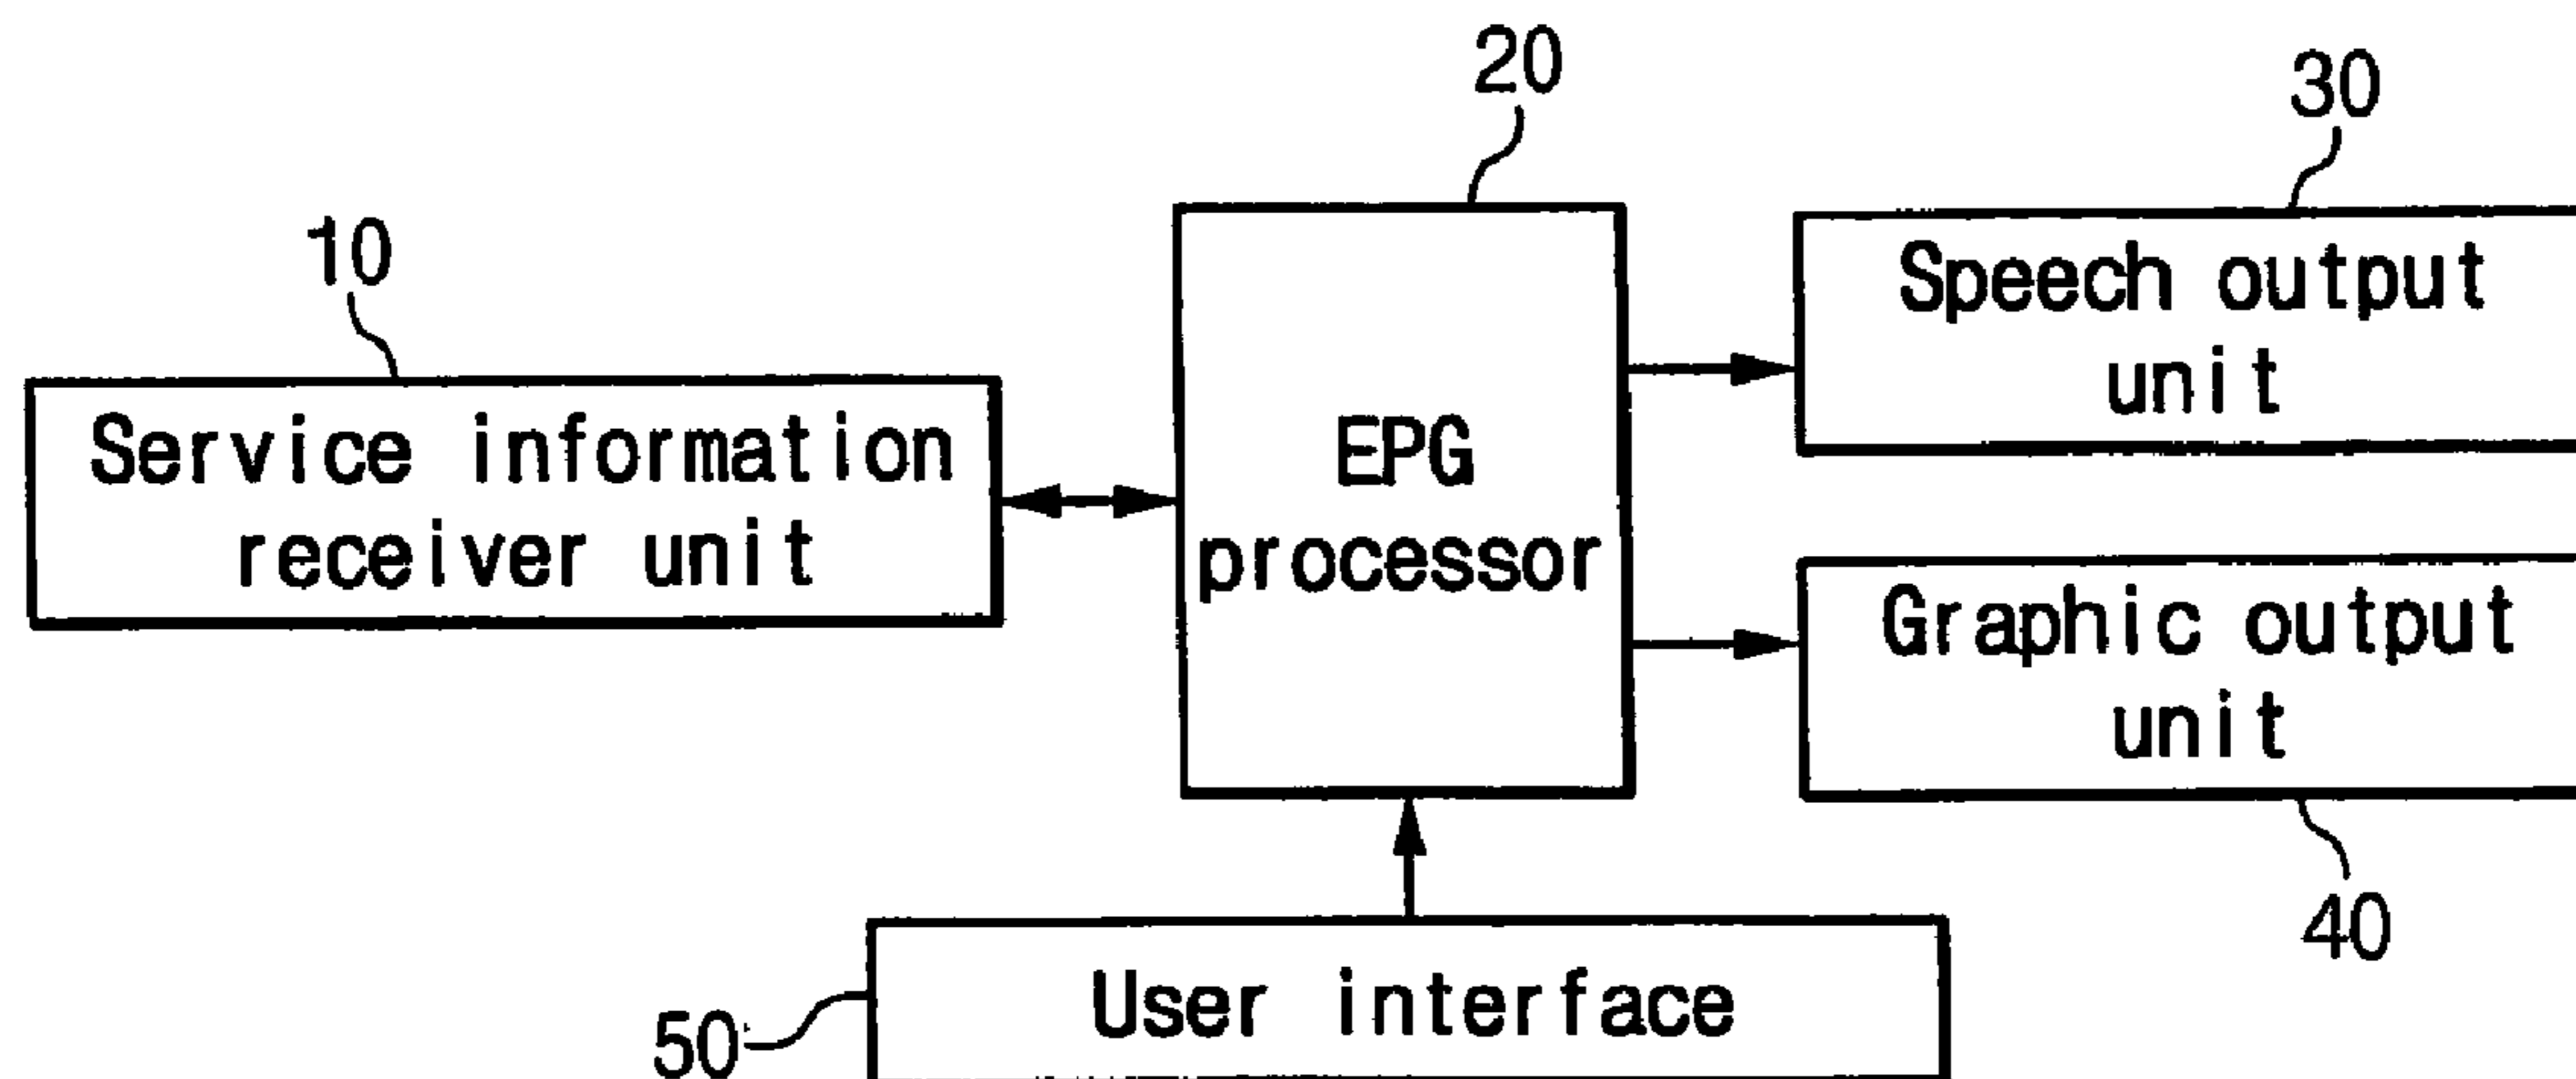 20
30
10
Speech output
unit
Service information
receiver unit
EPG
processor
Graphic output
unit
40
User interface
50